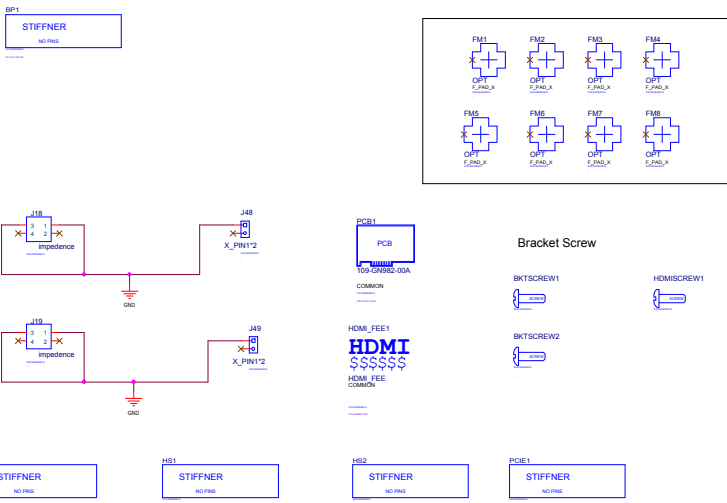 BP1
STIFFNER
NO PINS
FM1
FM2
FM3
FM4
OPT
OPT
OPT
OPT
F_PAD_X
F_PAD_X
F_PAD_X
F_PAD_X
FM5
FM6
FM7
FM8
OPT
OPT
OPT
OPT
F_PAD_X
F_PAD_X
F_PAD_X
F_PAD_X
J18
3 1
4 2
impedence
GND
J48
X_PIN1*2
PCB1
PCB
109-GN982-00A
COMMON
Bracket Screw
BKTSCREW1
SCREW
HDMISCREW1
SCREW
J19
3 1
4 2
impedence
GND
J49
X_PIN1*2
HDMI_FEE1
HDMI
$$$$$$
HDMI_FEE
COMMON
BKTSCREW2
SCREW
STIFFNER
NO PINS
HS1
STIFFNER
NO PINS
HS2
STIFFNER
NO PINS
PCIE1
STIFFNER
NO PINS